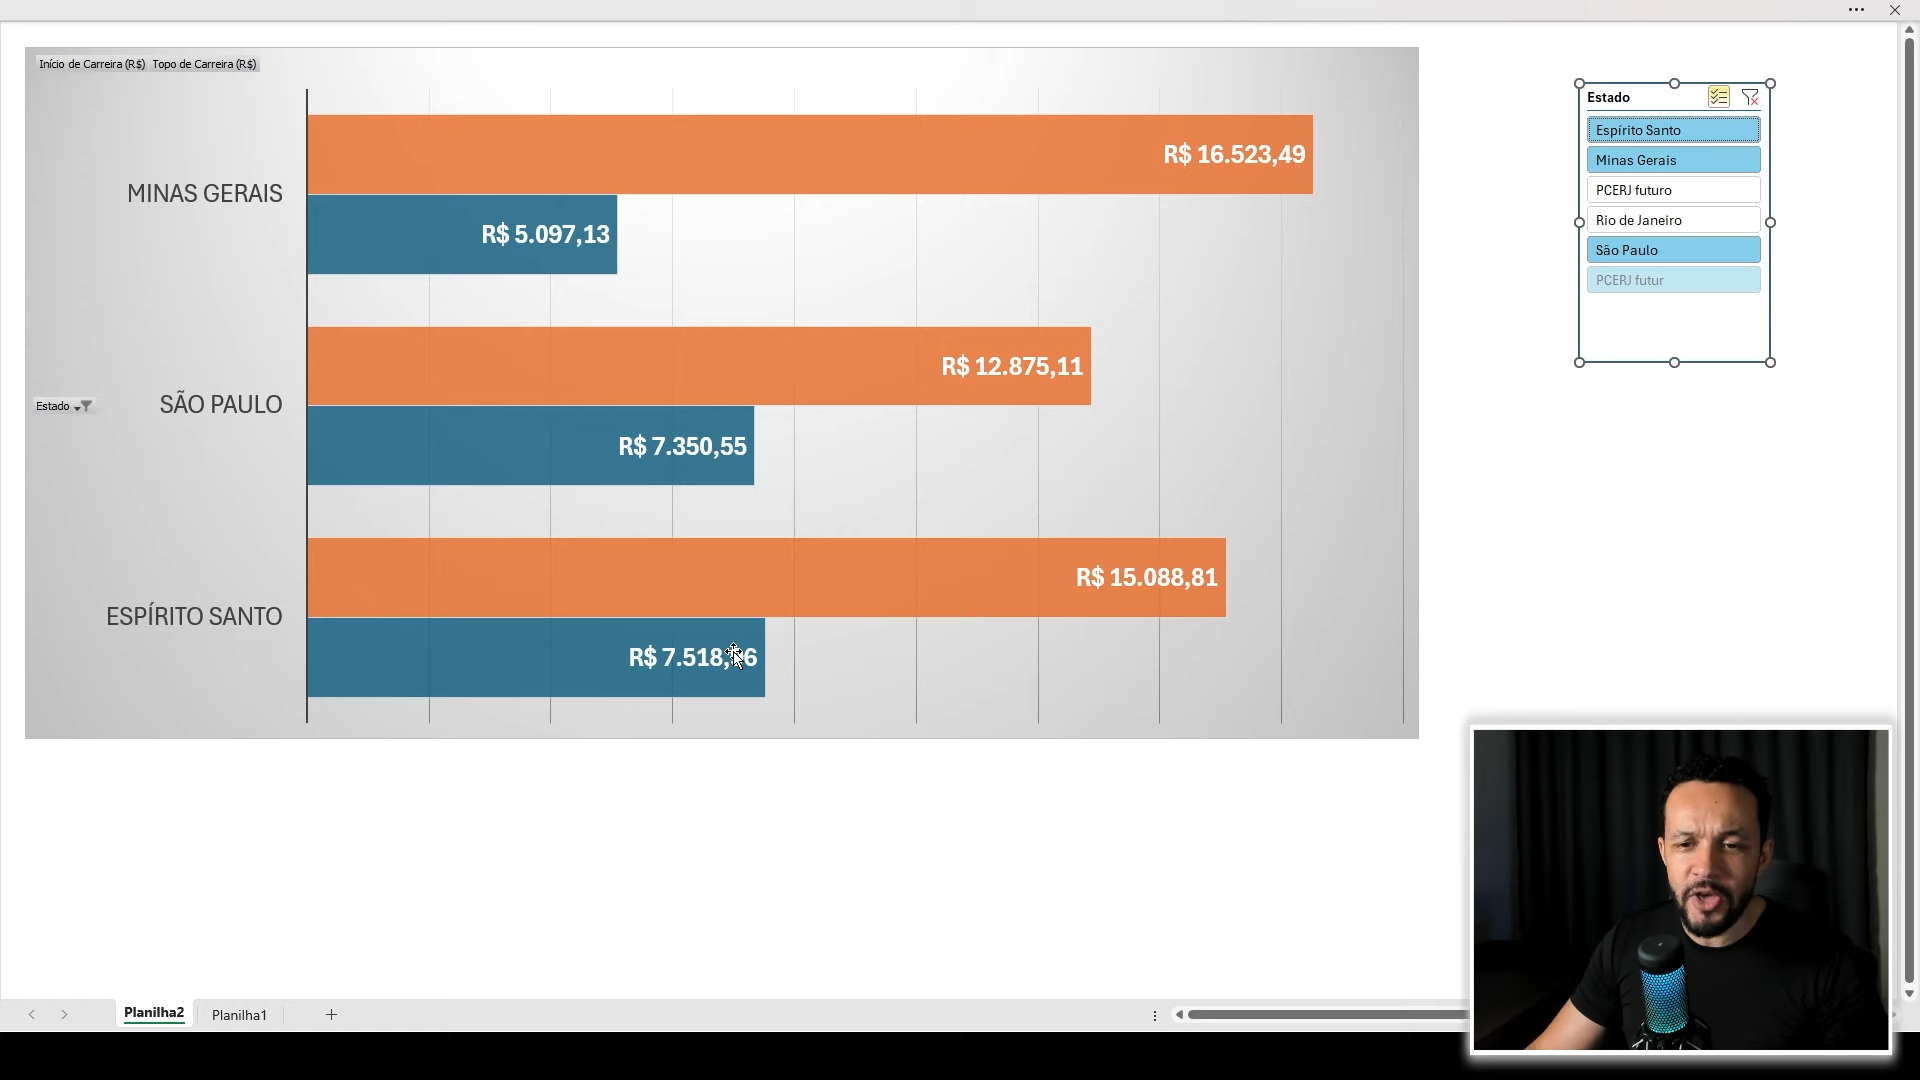 Início de Carreira (R$) Topo de Carreira (R$)
MINAS GERAIS
R$ 16.523,49
R$ 5.097,13
Estado
SÃO PAULO
R$ 12.875,11
R$ 7.350,55
ESPÍRITO SANTO
R$ 15.088,81
Estado
Espírito Santo
Minas Gerais
PCERJ futuro
Rio de Janeiro
São Paulo
PCERJ futur
Planilha2
Planilha1